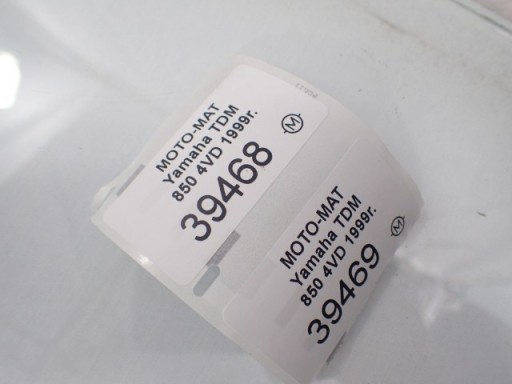 MOTO-MAT
Yamaha TDM
850 4VD 1999r.
39468
M
MOTO-MAT
Yamaha TDM
850 4VD 1999r.
39469
M